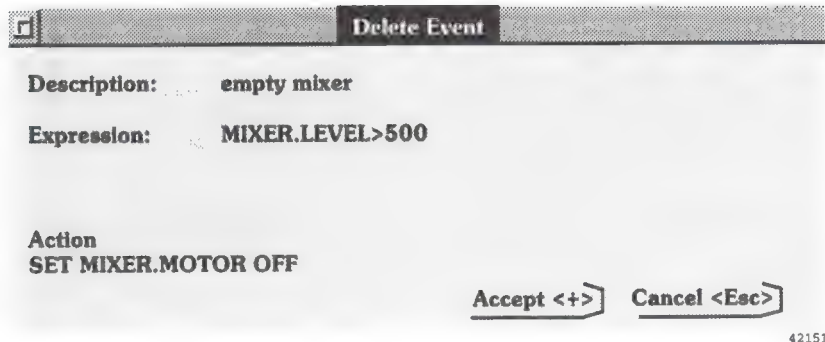 Delete Event
Description: empty mixer
Expression: MIXER.LEVEL>500
Action
SET MIXER.MOTOR OFF
Accept <+> Cancel <Esc>
42151